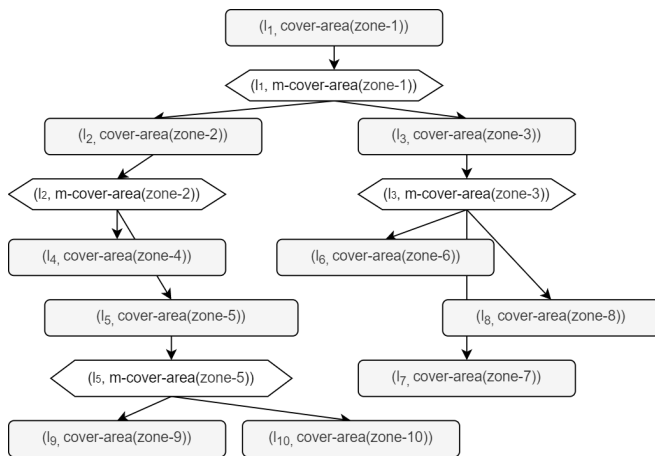 (l₁, cover-area(zone-1))
(l₁, m-cover-area(zone-1))
(l₂, cover-area(zone-2))
(l₃, cover-area(zone-3))
(l₂, m-cover-area(zone-2))
(l₃, m-cover-area(zone-3))
(l₄, cover-area(zone-4))
(l₆, cover-area(zone-6))
(l₅, cover-area(zone-5))
(l₈, cover-area(zone-8))
(l₅, m-cover-area(zone-5))
(l₇, cover-area(zone-7))
(l₉, cover-area(zone-9))
(l₁₀, cover-area(zone-10))